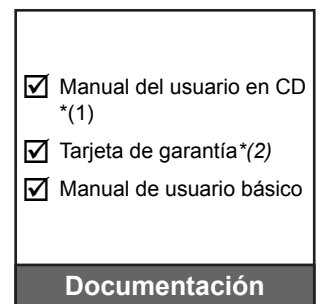 ☑ Manual del usuario en CD
*(1)
☑ Tarjeta de garantía*(2)
☑ Manual de usuario básico
Documentación